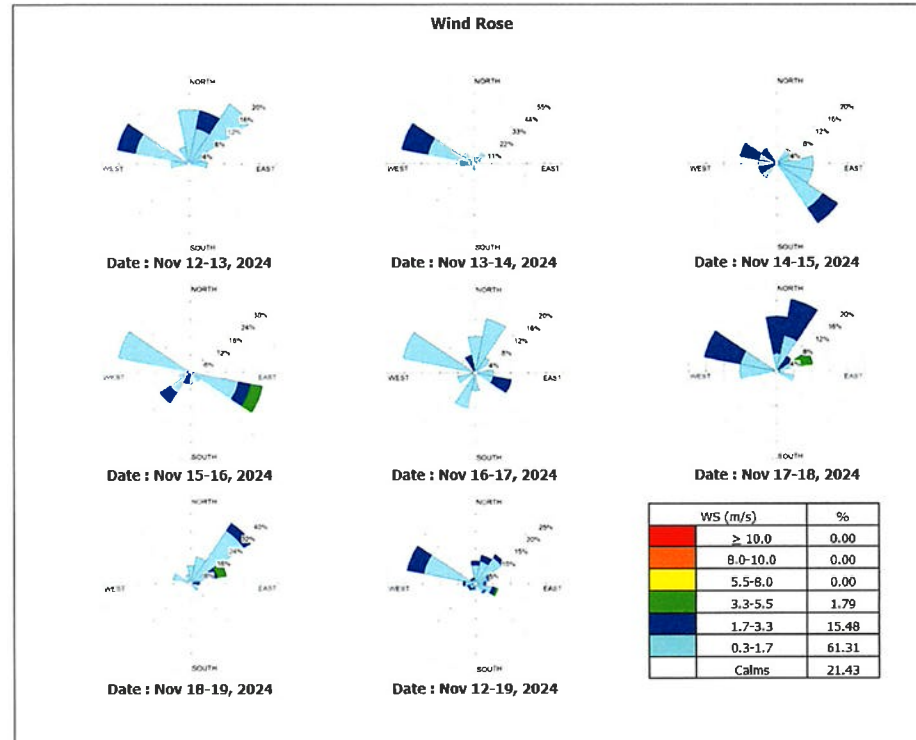 Wind Rose
NORTH
20%
16%
12%
8%
4%
WEST EAST
SOUTH
Date : Nov 12-13, 2024
NORTH
55%
44%
33%
22%
11%
WEST EAST
SOUTH
Date : Nov 13-14, 2024
NORTH
20%
16%
12%
8%
4%
WEST EAST
SOUTH
Date : Nov 14-15, 2024
NORTH
30%
24%
18%
12%
6%
WEST EAST
SOUTH
Date : Nov 15-16, 2024
NORTH
20%
16%
12%
8%
4%
WEST EAST
SOUTH
Date : Nov 16-17, 2024
NORTH
20%
16%
12%
8%
WEST EAST
SOUTH
Date : Nov 17-18, 2024
NORTH
40%
32%
24%
16%
8%
WEST EAST
SOUTH
Date : Nov 18-19, 2024
NORTH
25%
20%
15%
10%
5%
WEST EAST
SOUTH
Date : Nov 12-19, 2024
WS (m/s) %
≥ 10.0 0.00
8.0-10.0 0.00
5.5-8.0 0.00
3.3-5.5 1.79
1.7-3.3 15.48
0.3-1.7 61.31
Calms 21.43